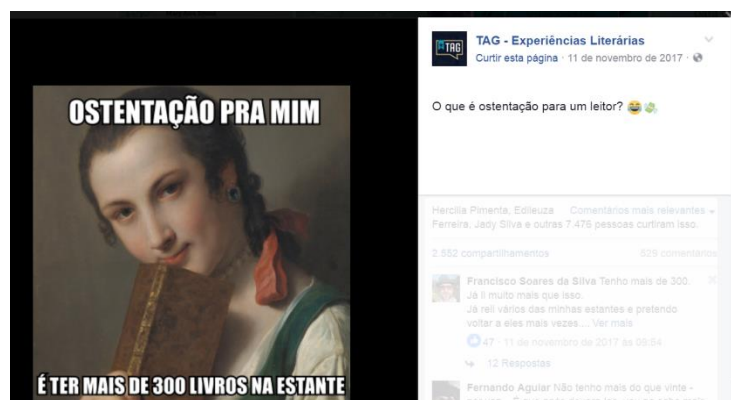 OSTENTAÇÃO PRA MIM
É TER MAIS DE 300 LIVROS NA ESTANTE
TAG
TAG - Experiências Literárias
Curtir esta página · 11 de novembro de 2017 ·
O que é ostentação para um leitor?
Hercilia Pimenta, Edileuza Comentários mais relevantes
Ferreira, Jady Silva e outras 7.476 pessoas curtiram isso.
2.552 compartilhamentos 529 comentários
Francisco Soares da Silva Tenho mais de 300.
Já li muito mais que isso.
Já reli vários das minhas estantes e pretendo
voltar a eles mais vezes.... Ver mais
47 · 11 de novembro de 2017 às 09:54
12 Respostas
Fernando Aguiar Não tenho mais do que vinte -